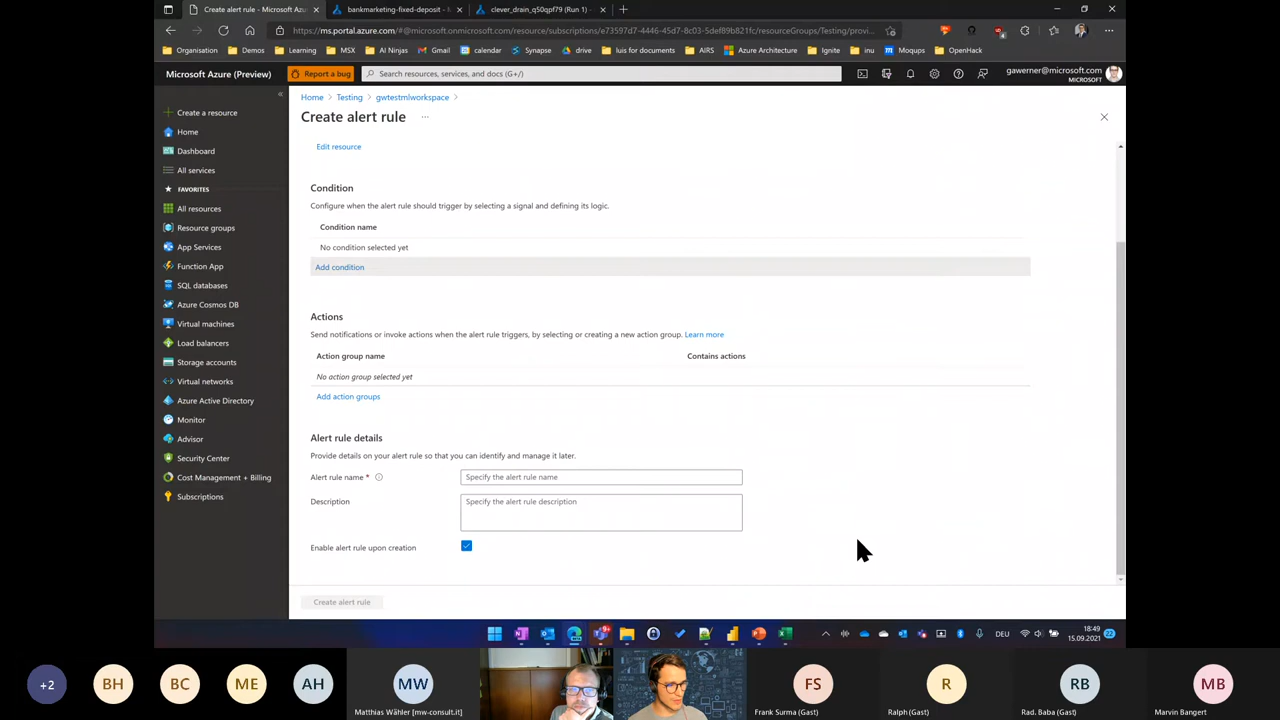 Create alert rule - Microsoft Az
bankmarketing-fixed-deposit -
clever_drain_q50qpf79 (Run 1) -
https://ms.portal.azure.com/#@microsoft.onmicrosoft.com/resource/subscriptions/e73597d7-4446-45d7-8c03-5def89b821fc/resourceGroups/Testing/provi...
Organisation
Demos
Learning
MSX
AI Ninjas
Gmail
calendar
Synapse
drive
luis for documents
AIRS
Azure Architecture
Ignite
inu
Moqups
OpenHack
Microsoft Azure (Preview)
Report a bug
Search resources, services, and docs (G+/)
gawerner@microsoft.com
MICROSOFT
Create a resource
Home
Dashboard
All services
FAVORITES
All resources
Resource groups
App Services
Function App
SQL databases
Azure Cosmos DB
Virtual machines
Load balancers
Storage accounts
Virtual networks
Azure Active Directory
Monitor
Advisor
Security Center
Cost Management + Billing
Subscriptions
Home > Testing > gwtestmlworkspace >
Create alert rule ...
Edit resource
Condition
Configure when the alert rule should trigger by selecting a signal and defining its logic.
Condition name
No condition selected yet
Add condition
Actions
Send notifications or invoke actions when the alert rule triggers, by selecting or creating a new action group. Learn more
Action group name
Contains actions
No action group selected yet
Add action groups
Alert rule details
Provide details on your alert rule so that you can identify and manage it later.
Alert rule name *
Specify the alert rule name
Description
Specify the alert rule description
Enable alert rule upon creation
Create alert rule
DEU
18:49
15.09.2021
22
+2
BH
BC
ME
AH
MW
Matthias Wähler [mw-consult.it]
FS
Frank Surma (Gast)
R
Ralph (Gast)
RB
Rad. Baba (Gast)
MB
Marvin Bangert